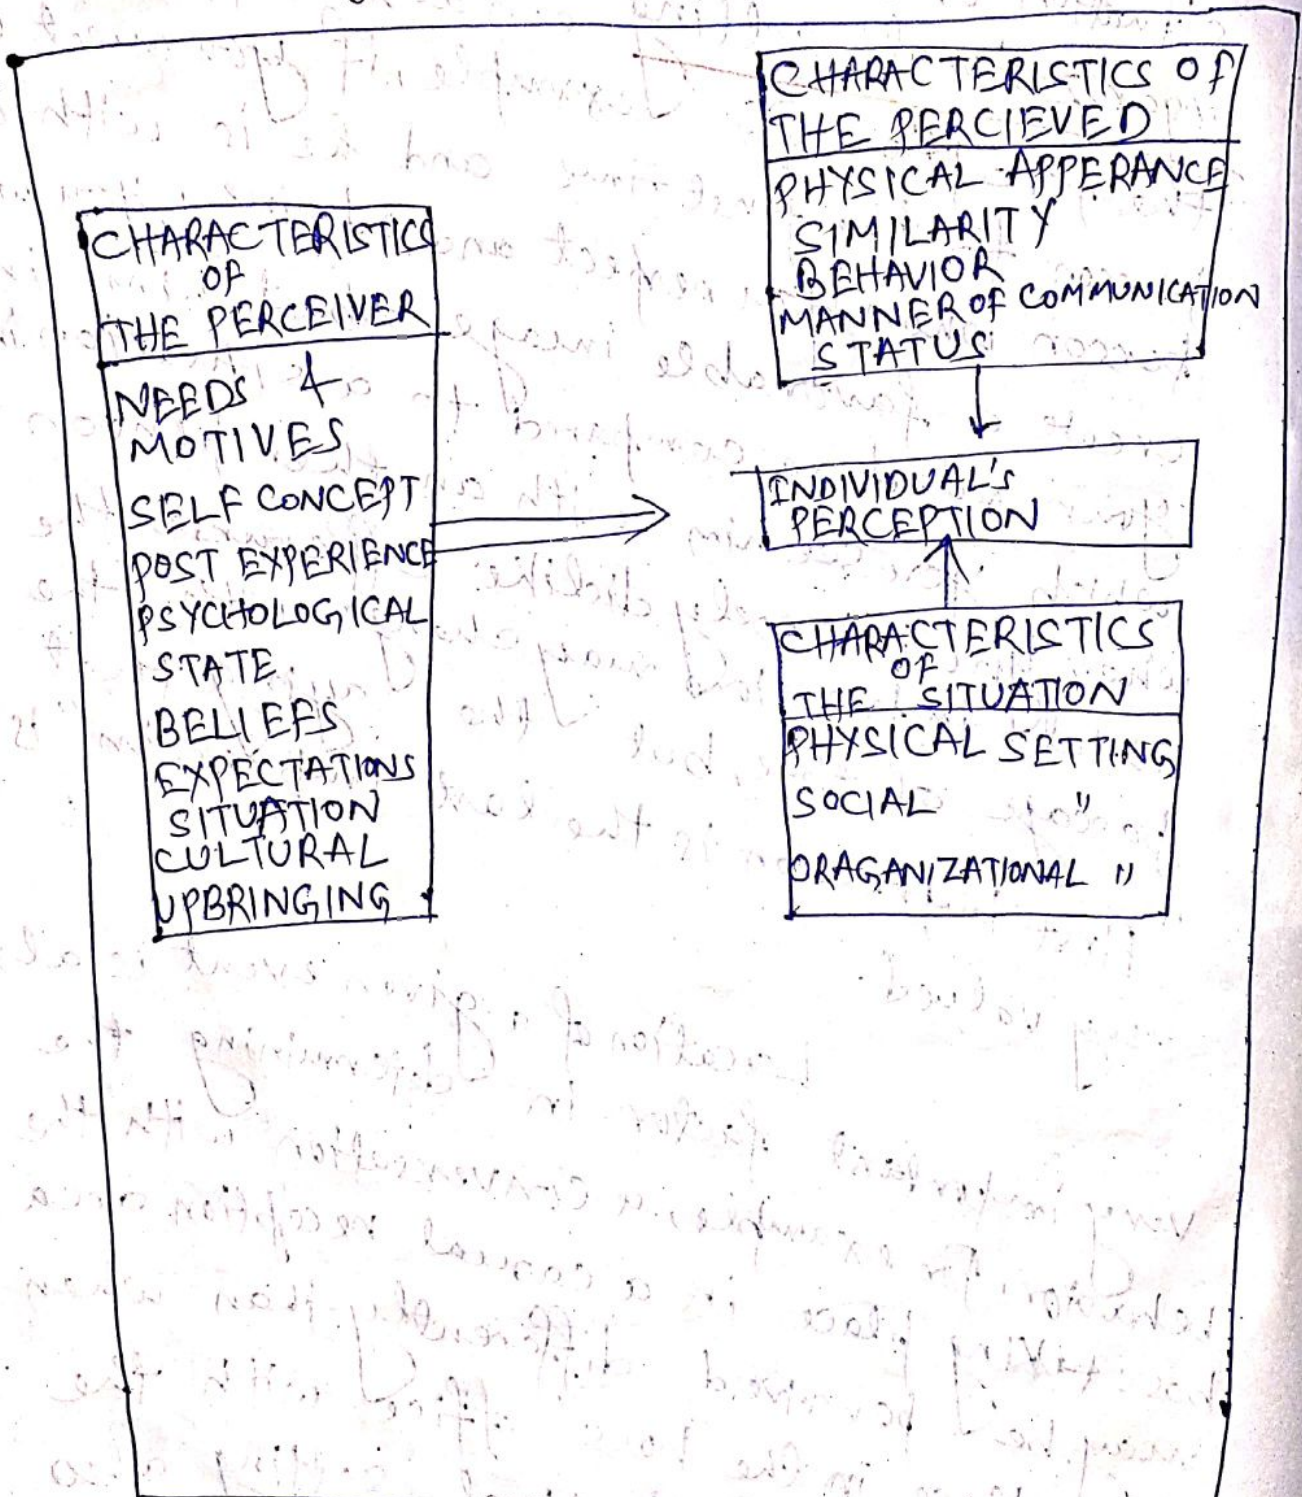 CHARACTERISTICS OF
THE PERCIEVED
PHYSICAL APPERANCE
SIMILARITY
BEHAVIOR
MANNER OF COMMUNICATION
STATUS
CHARACTERISTICS
OF
THE PERCEIVER
NEEDS &
MOTIVES
SELF CONCEPT
POST EXPERIENCE
PSYCHOLOGICAL
STATE
BELIEFS
EXPECTATIONS
SITUATION
CULTURAL
UPBRINGING
INDIVIDUAL'S
PERCEPTION
CHARACTERISTICS
OF
THE SITUATION
PHYSICAL SETTING
SOCIAL "
ORAGANIZATIONAL "